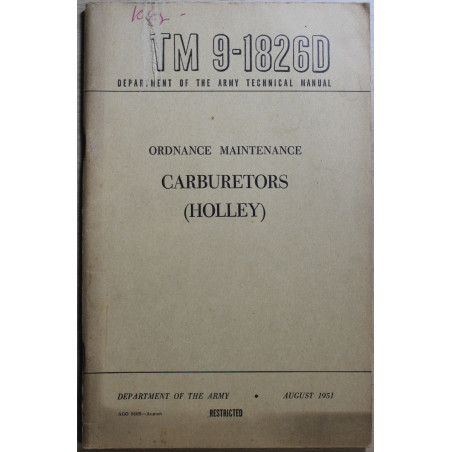 TM 9-1826D
DEPARTMENT OF THE ARMY TECHNICAL MANUAL
ORDNANCE MAINTENANCE
CARBURETORS
(HOLLEY)
DEPARTMENT OF THE ARMY • AUGUST 1951
RESTRICTED